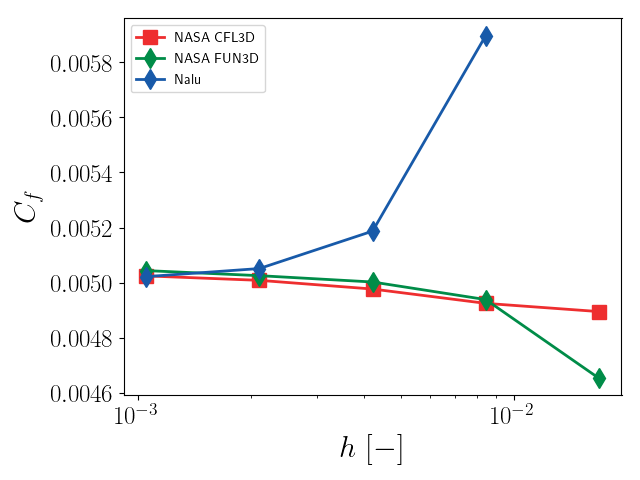 NASA CFL3D
NASA FUN3D
Nalu
0.0058
0.0056
0.0054
0.0052
0.0050
0.0048
0.0046
C_f
10^{-3}
10^{-2}
h [−]